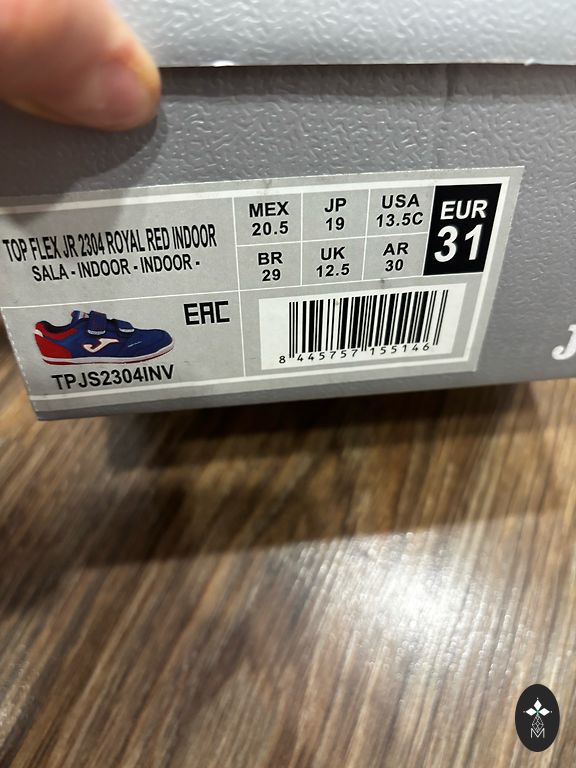 TOP FLEX JR 2304 ROYAL RED INDOOR
SALA - INDOOR - INDOOR -
MEX
20.5
JP
19
USA
13.5C
BR
29
UK
12.5
AR
30
EUR
31
EAC
TPJS2304INV
8 445757 155146
J
M